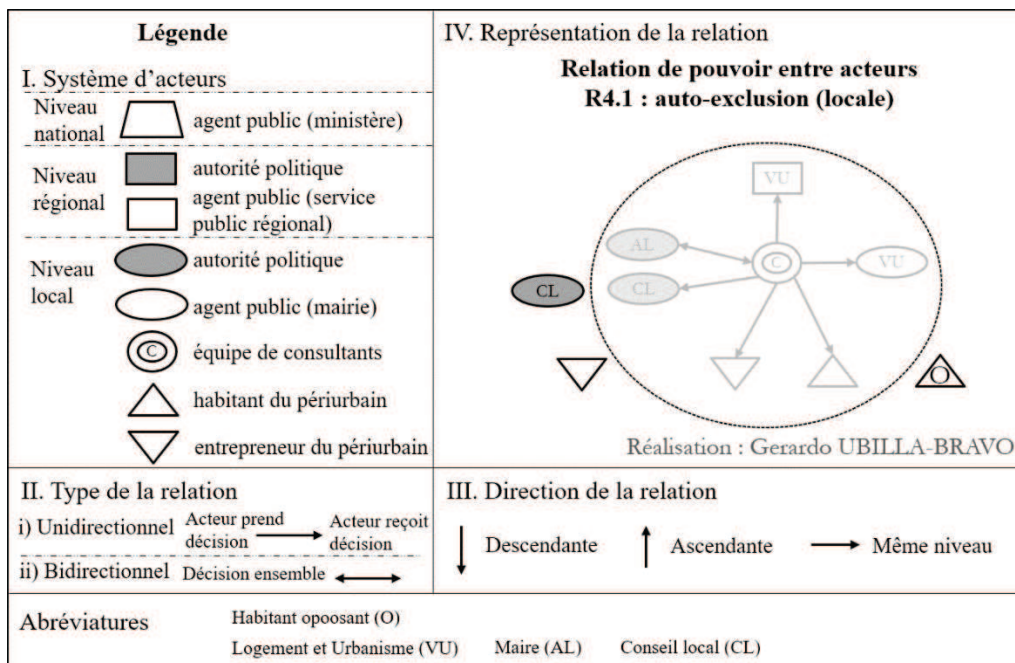 Légende
I. Système d'acteurs
Niveau
national
agent public (ministère)
Niveau
régional
autorité politique
agent public (service
public régional)
Niveau
local
autorité politique
agent public (mairie)
C
équipe de consultants
habitant du périurbain
entrepreneur du périurbain
IV. Représentation de la relation
Relation de pouvoir entre acteurs
R4.1 : auto-exclusion (locale)
VU
AL
C
VU
CL
CL
O
Réalisation : Gerardo UBILLA-BRAVO
II. Type de la relation
i) Unidirectionnel
Acteur prend
décision
Acteur reçoit
décision
ii) Bidirectionnel
Décision ensemble
III. Direction de la relation
Descendante
Ascendante
Même niveau
Abréviatures
Habitant opoosant (O)
Logement et Urbanisme (VU)
Maire (AL)
Conseil local (CL)